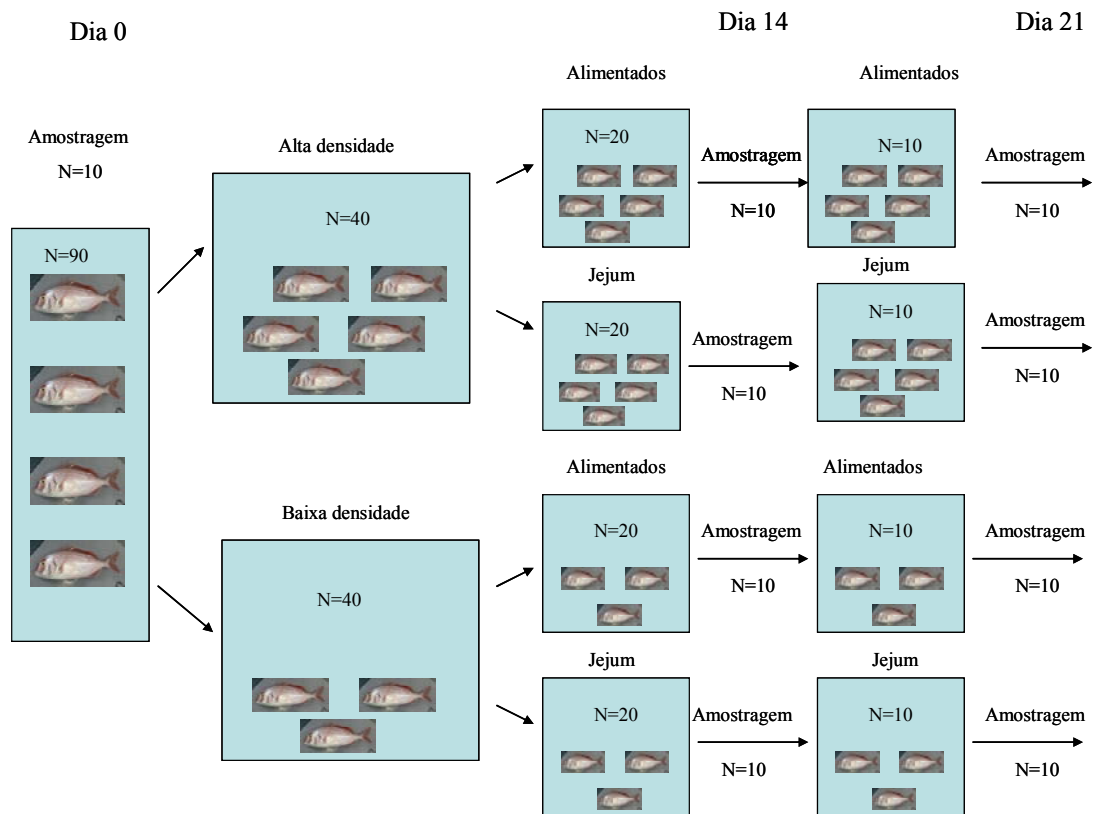 Dia 0
Dia 14
Dia 21
Amostragem
N=10
N=90
Alta densidade
N=40
Alimentados
N=20
Amostragem
N=10
Alimentados
N=10
Amostragem
N=10
Jejum
N=20
Amostragem
N=10
Jejum
N=10
Amostragem
N=10
Baixa densidade
N=40
Alimentados
N=20
Amostragem
N=10
Alimentados
N=10
Amostragem
N=10
Jejum
N=20
Amostragem
N=10
Jejum
N=10
Amostragem
N=10